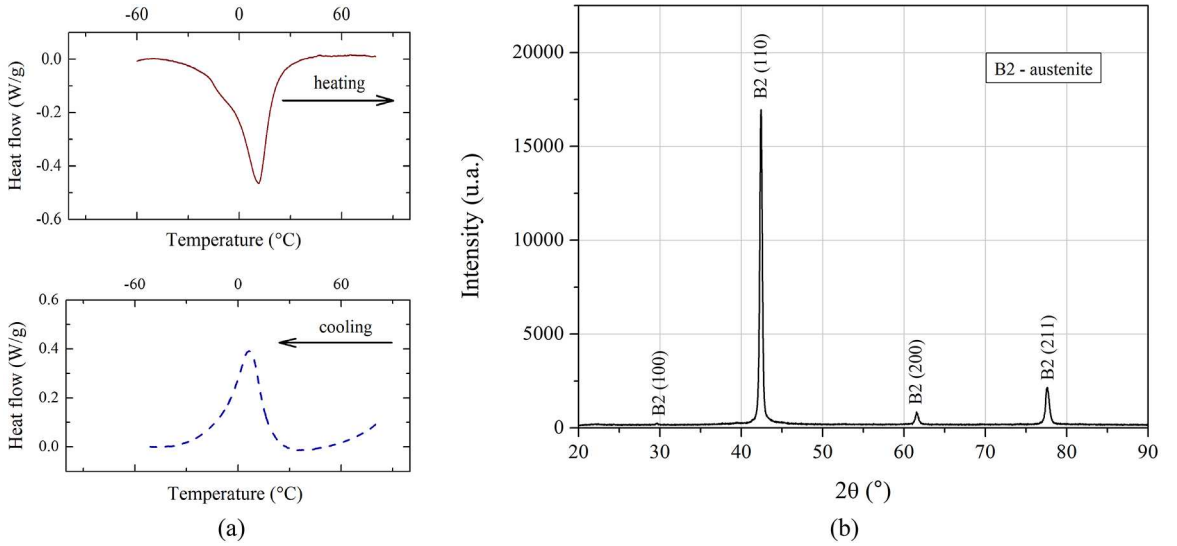 -60 0 60
0.0
-0.2
-0.4
-0.6
Heat flow (W/g)
heating
Temperature (°C)
-60 0 60
0.6
0.4
0.2
0.0
Heat flow (W/g)
cooling
Temperature (°C)
(a)
20000
15000
10000
5000
0
Intensity (u.a.)
B2 (100)
B2 (110)
B2 (200)
B2 (211)
B2 - austenite
20 30 40 50 60 70 80 90
2θ (°)
(b)